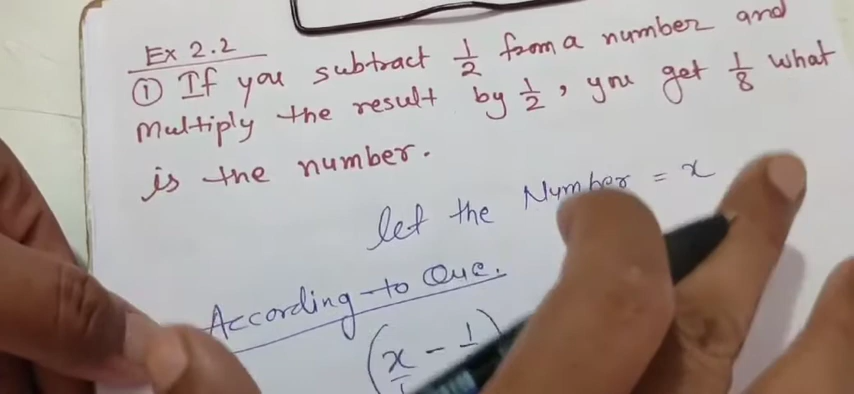 Ex 2.2
① If you subtract 1/2 from a number and
Multiply the result by 1/2, you get 1/8 what
is the number.
let the Number = x
According to Que.
(x/1 - 1